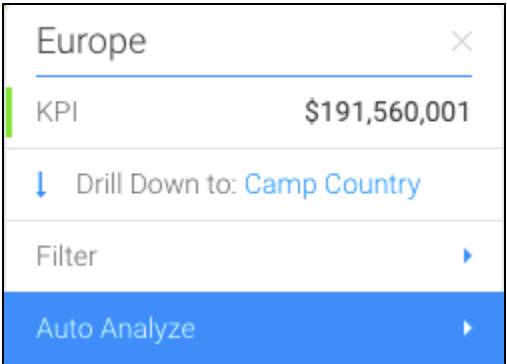 Europe
KPI $191,560,001
Drill Down to: Camp Country
Filter
Auto Analyze